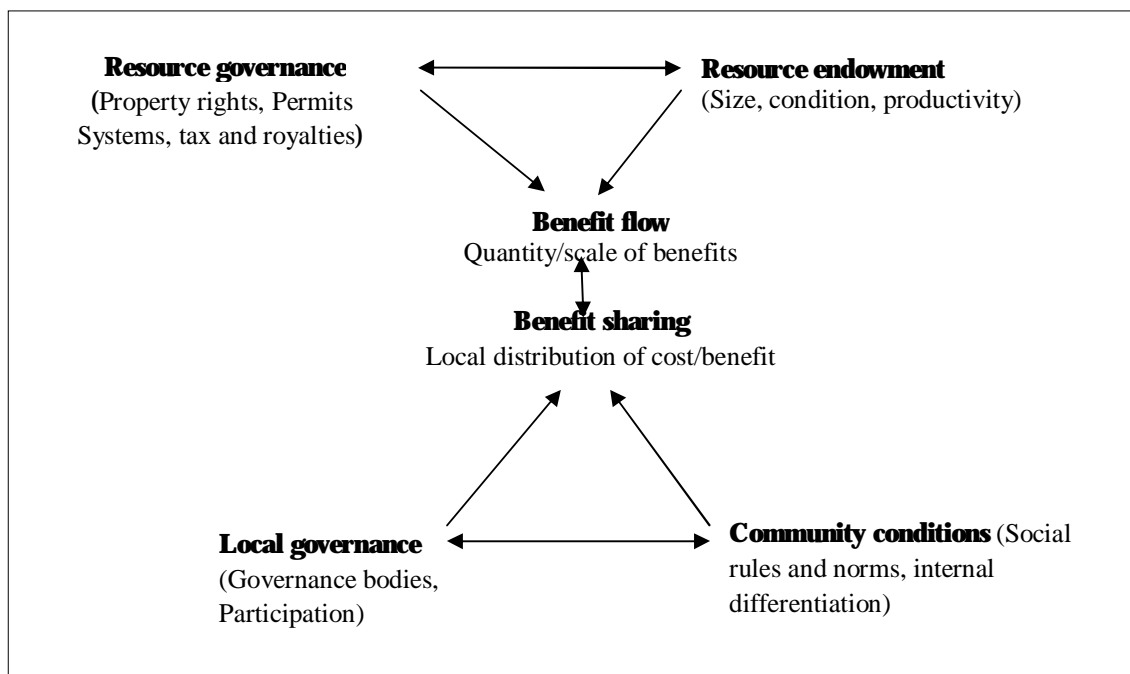 Resource governance
(Property rights, Permits
Systems, tax and royalties)
Resource endowment
(Size, condition, productivity)
Benefit flow
Quantity/scale of benefits
Benefit sharing
Local distribution of cost/benefit
Local governance
(Governance bodies,
Participation)
Community conditions (Social
rules and norms, internal
differentiation)